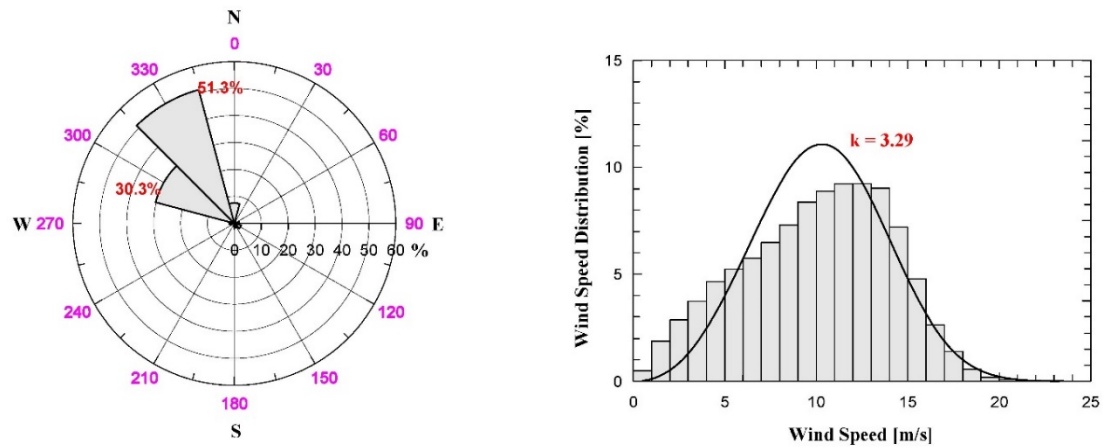 N
0
330
30
51.3%
300
60
30.3%
W 270
90 E
0 10 20 30 40 50 60 %
240
120
210
150
180
S
15
Wind Speed Distribution [%]
k = 3.29
10
5
0
0 5 10 15 20 25
Wind Speed [m/s]